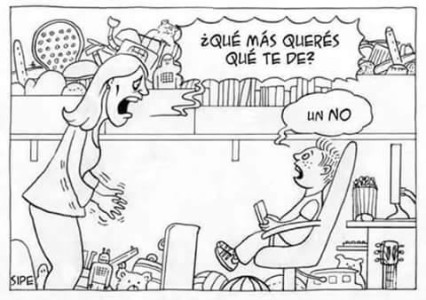 ¿QUÉ MÁS QUERÉS
QUÉ TE DE?
UN NO
SIPE